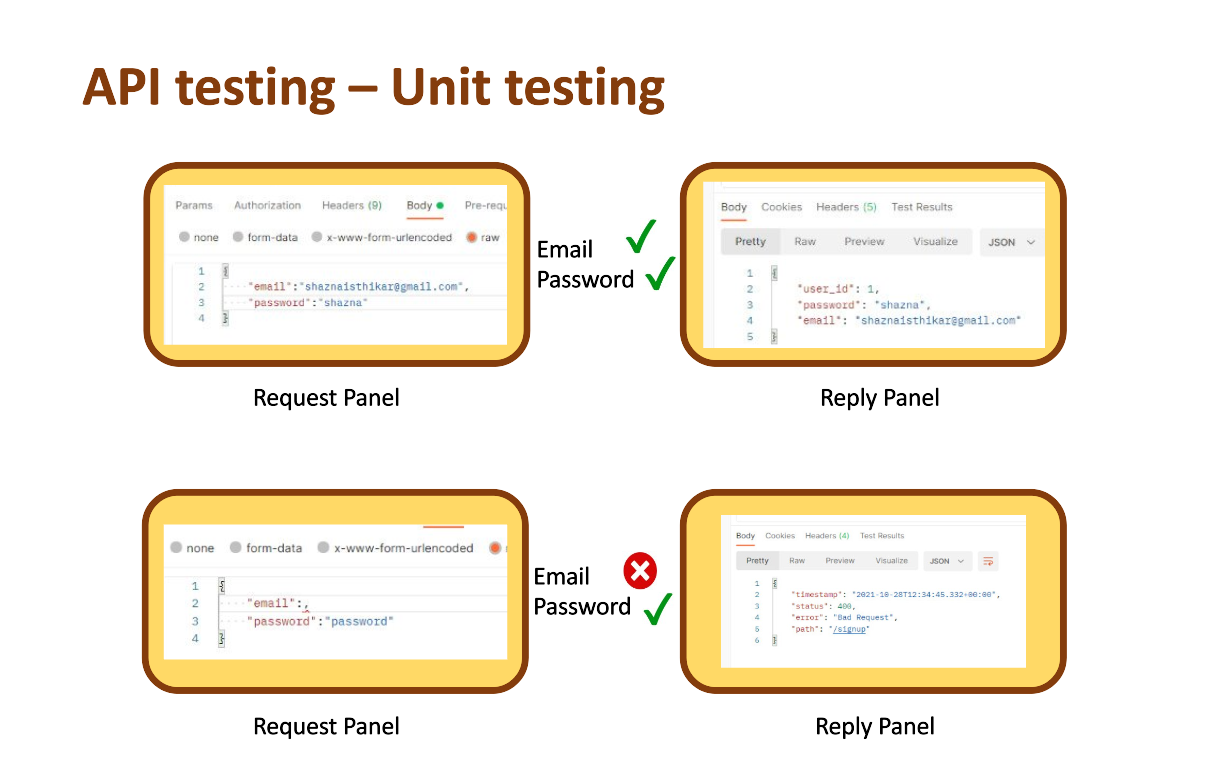 API testing – Unit testing
Params Authorization Headers (9) Body Pre-requ
none form-data x-www-form-urlencoded raw
1 {
2 "email":"shaznaisthikar@gmail.com",
3 "password":"shazna"
4 }
Email
Password
Body Cookies Headers (5) Test Results
Pretty Raw Preview Visualize JSON
1 {
2 "user_id": 1,
3 "password": "shazna",
4 "email": "shaznaisthikar@gmail.com"
5 }
Request Panel
Reply Panel
none form-data x-www-form-urlencoded
1 {
2 "email":,
3 "password":"password"
4 }
Email
Password
Body Cookies Headers (4) Test Results
Pretty Raw Preview Visualize JSON
1 {
2 "timestamp": "2021-10-28T12:34:45.332+00:00",
3 "status": 400,
4 "error": "Bad Request",
5 "path": "/signup"
6 }
Request Panel
Reply Panel